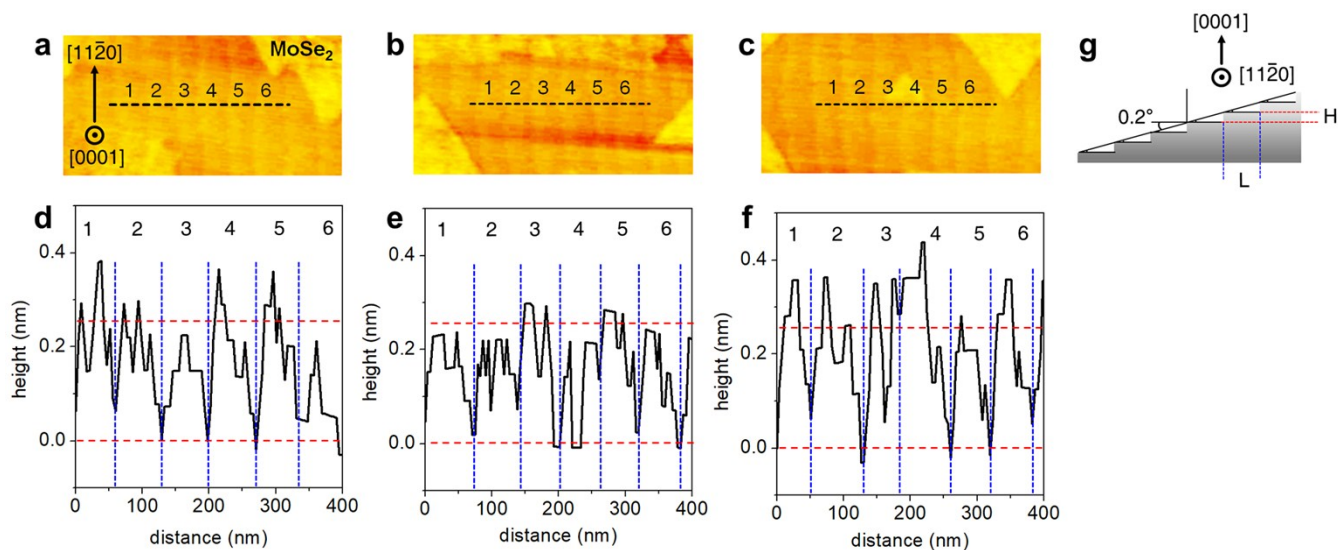 a
[112̄0]
MoSe₂
1 2 3 4 5 6
[0001]
b
1 2 3 4 5 6
c
1 2 3 4 5 6
g
[0001]
[112̄0]
0.2°
H
L
d
1 2 3 4 5 6
0.4
0.2
0.0
height (nm)
0 100 200 300 400
distance (nm)
e
1 2 3 4 5 6
0.4
0.2
0.0
height (nm)
0 100 200 300 400
distance (nm)
f
1 2 3 4 5 6
0.4
0.2
0.0
height (nm)
0 100 200 300 400
distance (nm)